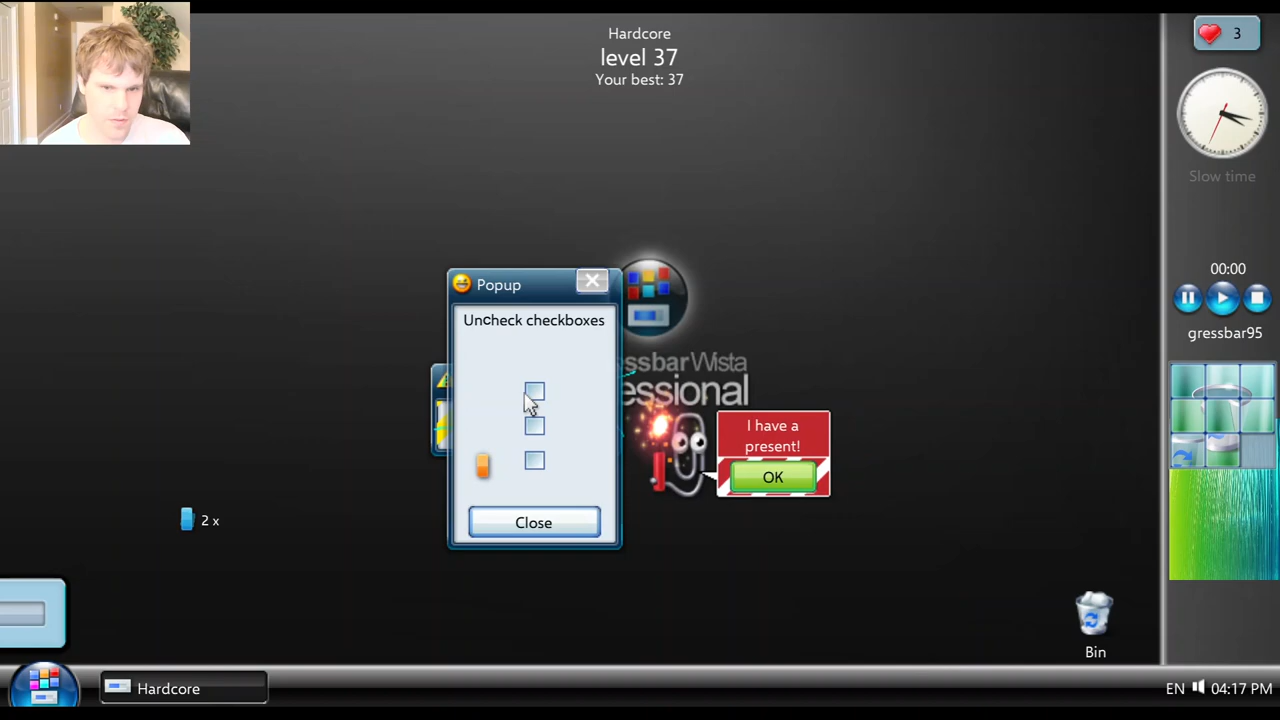 Hardcore
level 37
Your best: 37
3
Slow time
00:00
gressbar95
Popup
Uncheck checkboxes
Close
ssbar Wista
essional
I have a
present!
OK
2 x
Bin
Hardcore
EN 04:17 PM